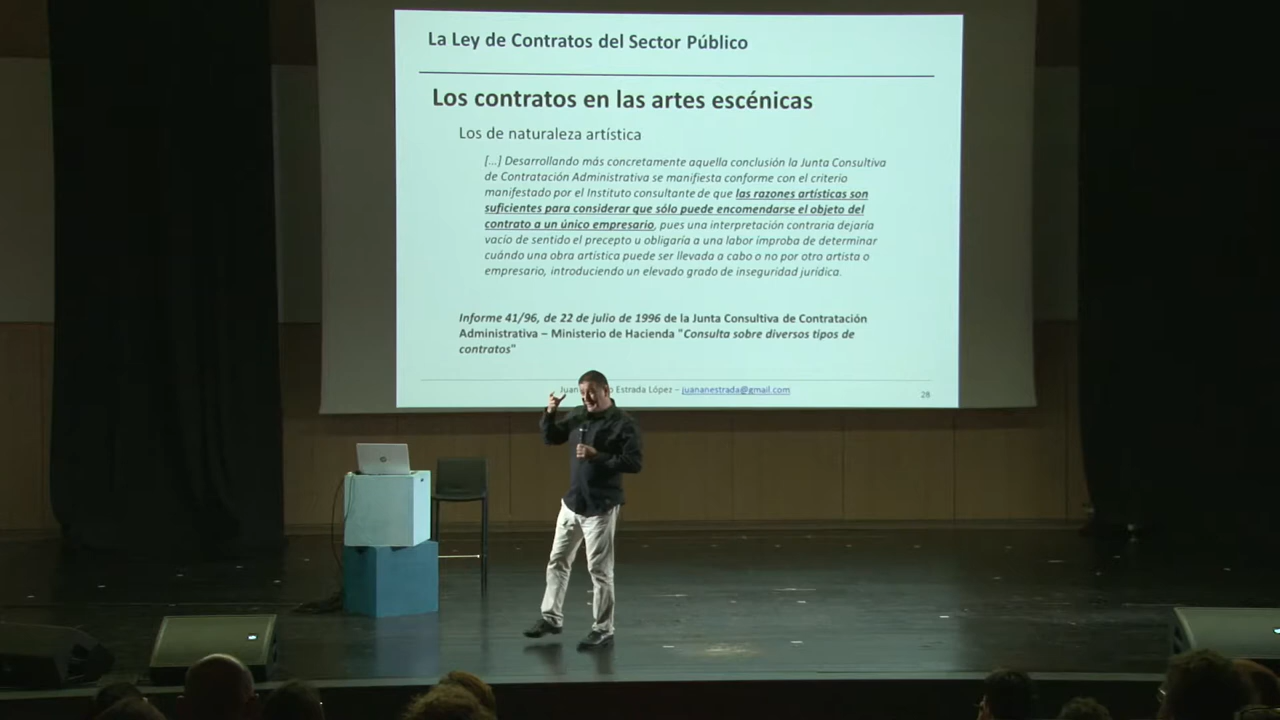 La Ley de Contratos del Sector Público
Los contratos en las artes escénicas
Los de naturaleza artística
[...] Desarrollando más concretamente aquella conclusión la Junta Consultiva
de Contratación Administrativa se manifiesta conforme con el criterio
manifestado por el Instituto consultante de que las razones artísticas son
suficientes para considerar que sólo puede encomendarse el objeto del
contrato a un único empresario, pues una interpretación contraria dejaría
vacío de sentido el precepto u obligaría a una labor improba de determinar
cuándo una obra artística puede ser llevada a cabo o no por otro artista o
empresario, introduciendo un elevado grado de inseguridad jurídica.
Informe 41/96, de 22 de julio de 1996 de la Junta Consultiva de Contratación
Administrativa – Ministerio de Hacienda "Consulta sobre diversos tipos de
contratos"
Estrada López – juananestrada@gmail.com
28